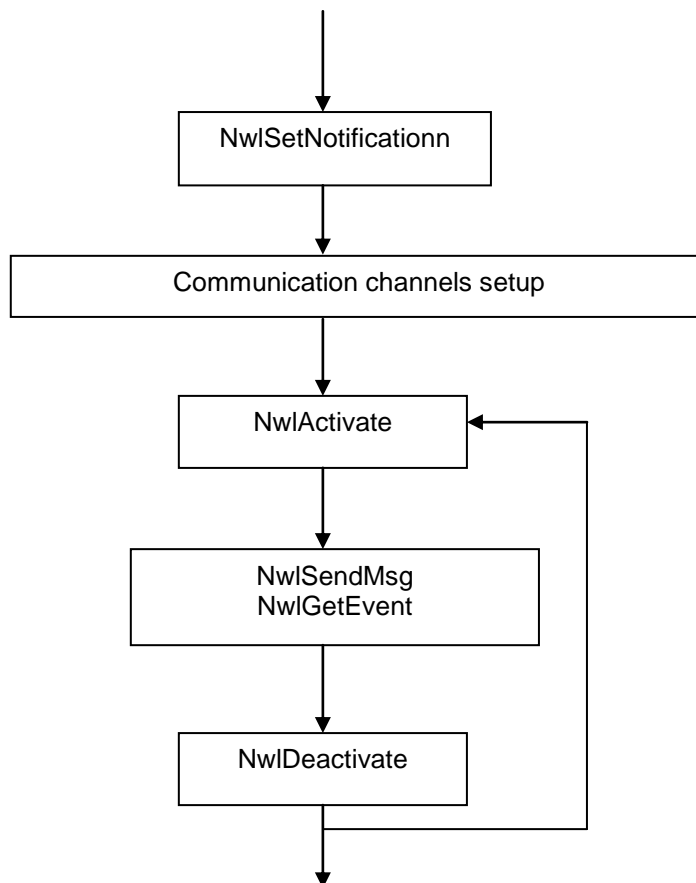 NwlSetNotificationn
Communication channels setup
NwlActivate
NwlSendMsg
NwlGetEvent
NwlDeactivate